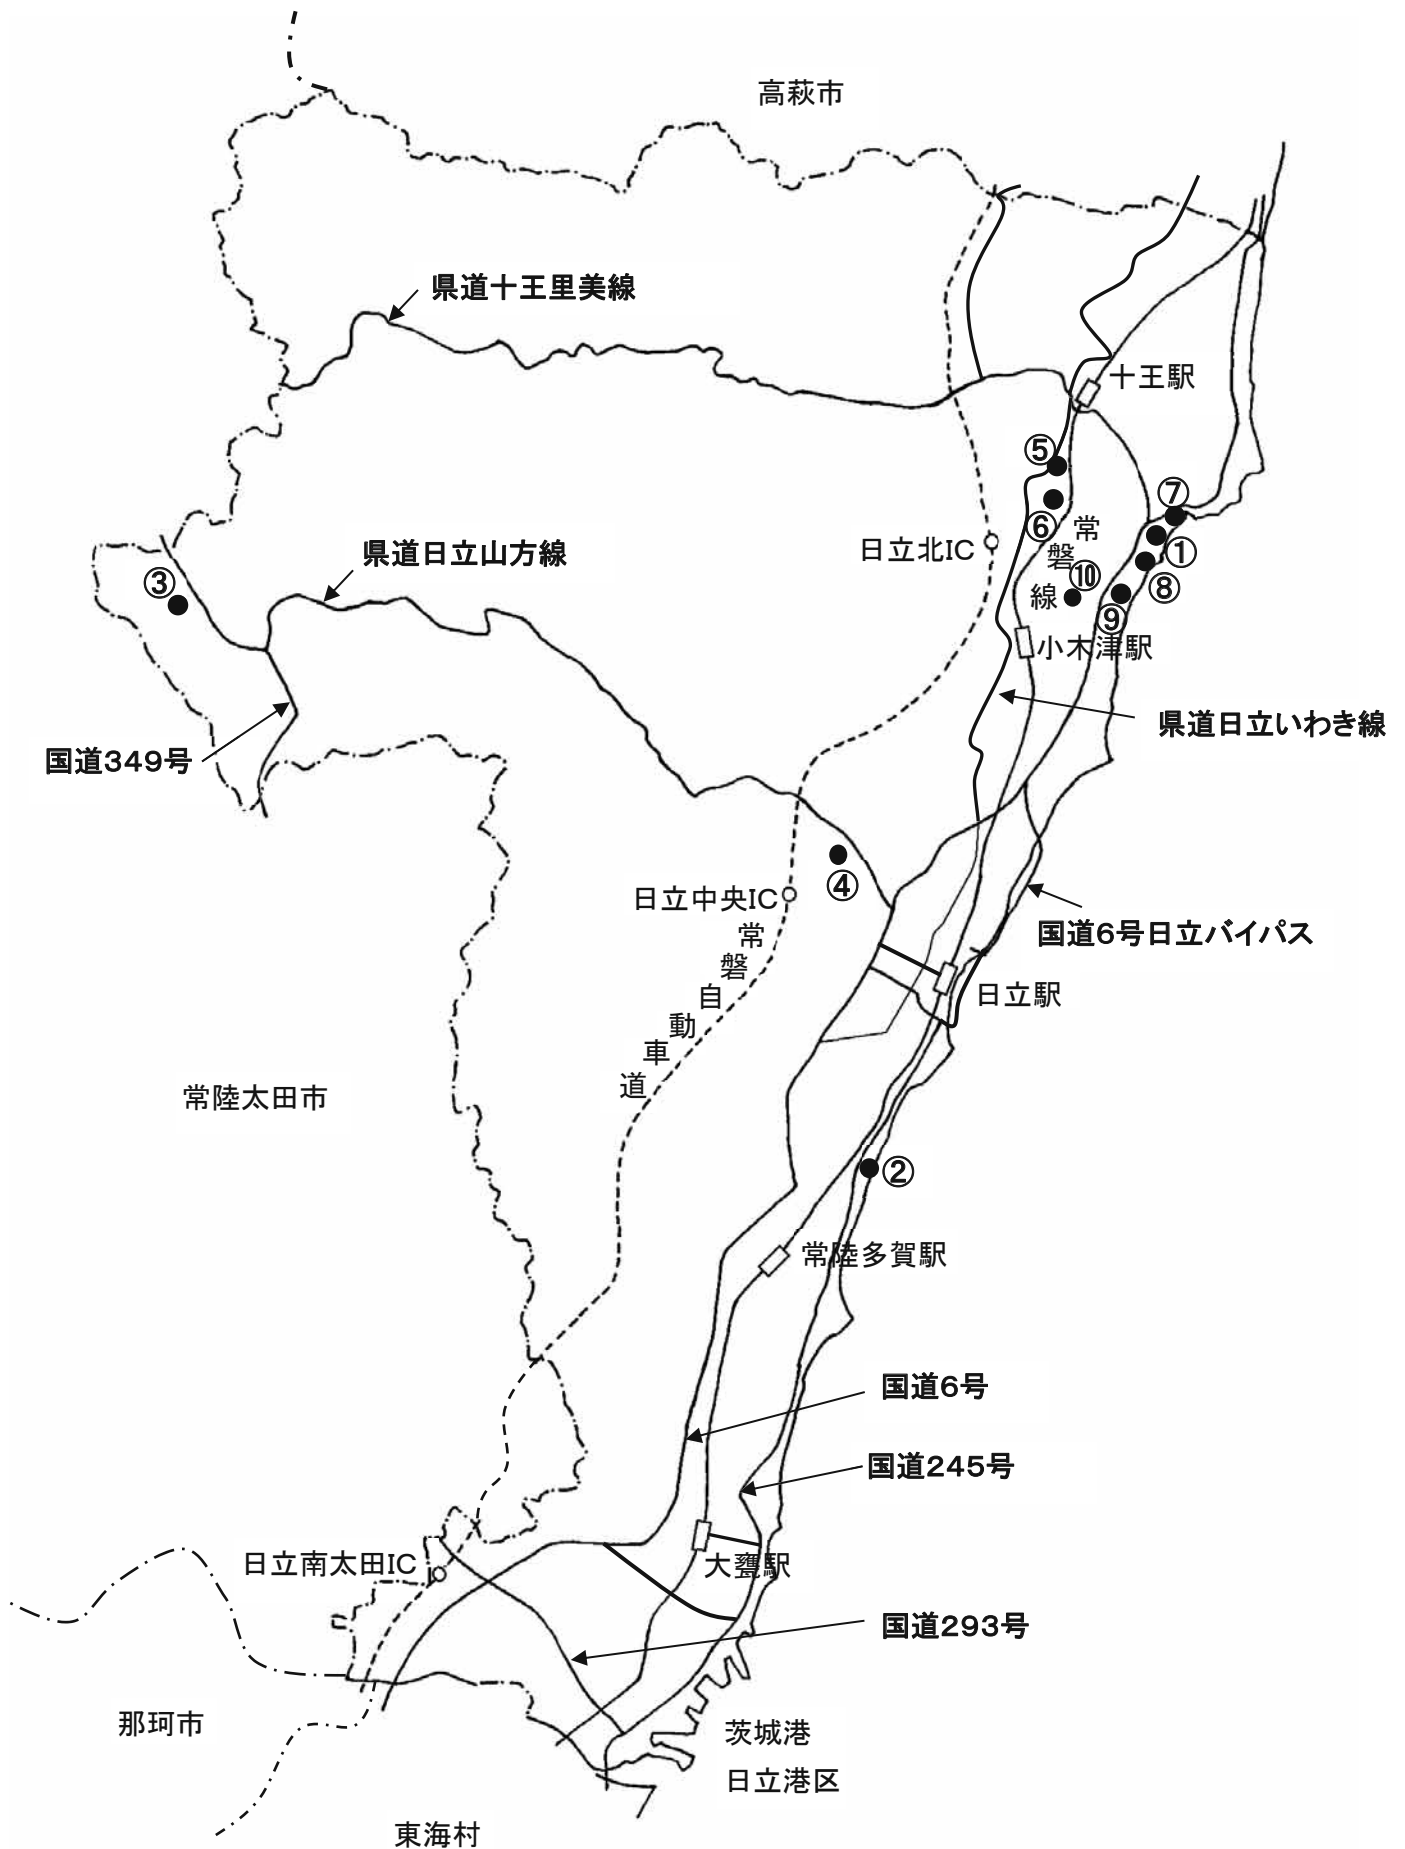 高萩市
県道十王里美線
十王駅
⑤
⑦
⑥
常
磐
線
①
日立北IC
県道日立山方線
③
⑩
⑧
⑨
小木津駅
県道日立いわき線
国道349号
④
日立中央IC
国道6号日立バイパス
常
磐
自
動
車
道
日立駅
常陸太田市
②
常陸多賀駅
国道6号
国道245号
日立南太田IC
大甕駅
国道293号
那珂市
茨城港
日立港区
東海村